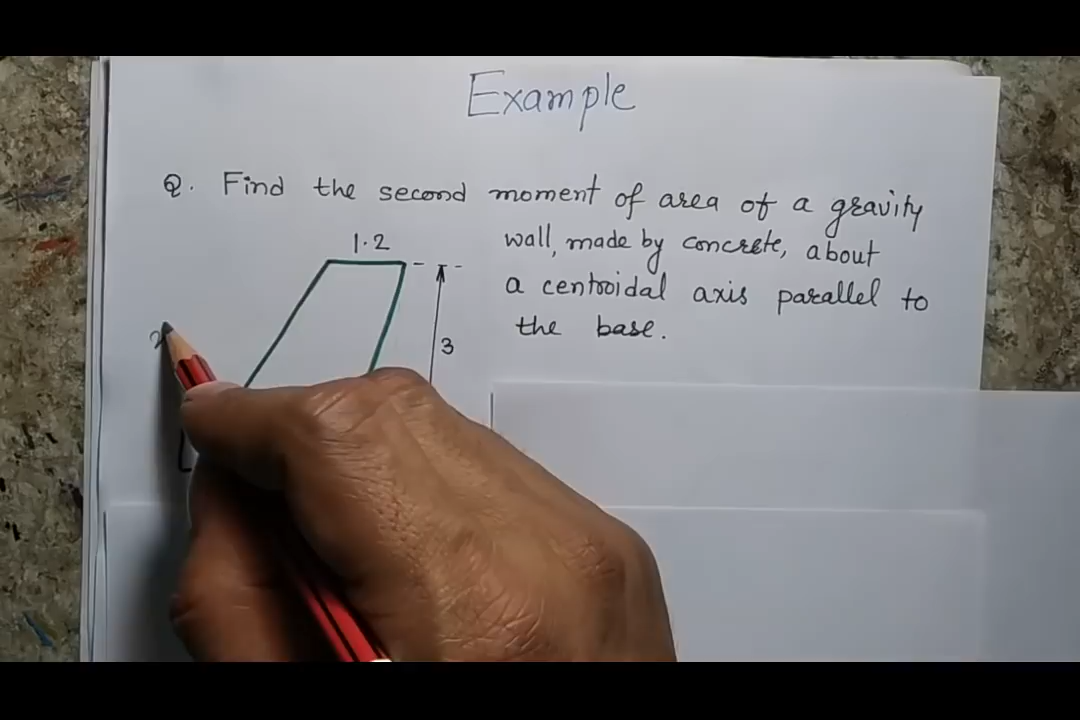 Example
Q. Find the second moment of area of a gravity
wall, made by concrete, about
a centroidal axis parallel to
the base.
1.2
3